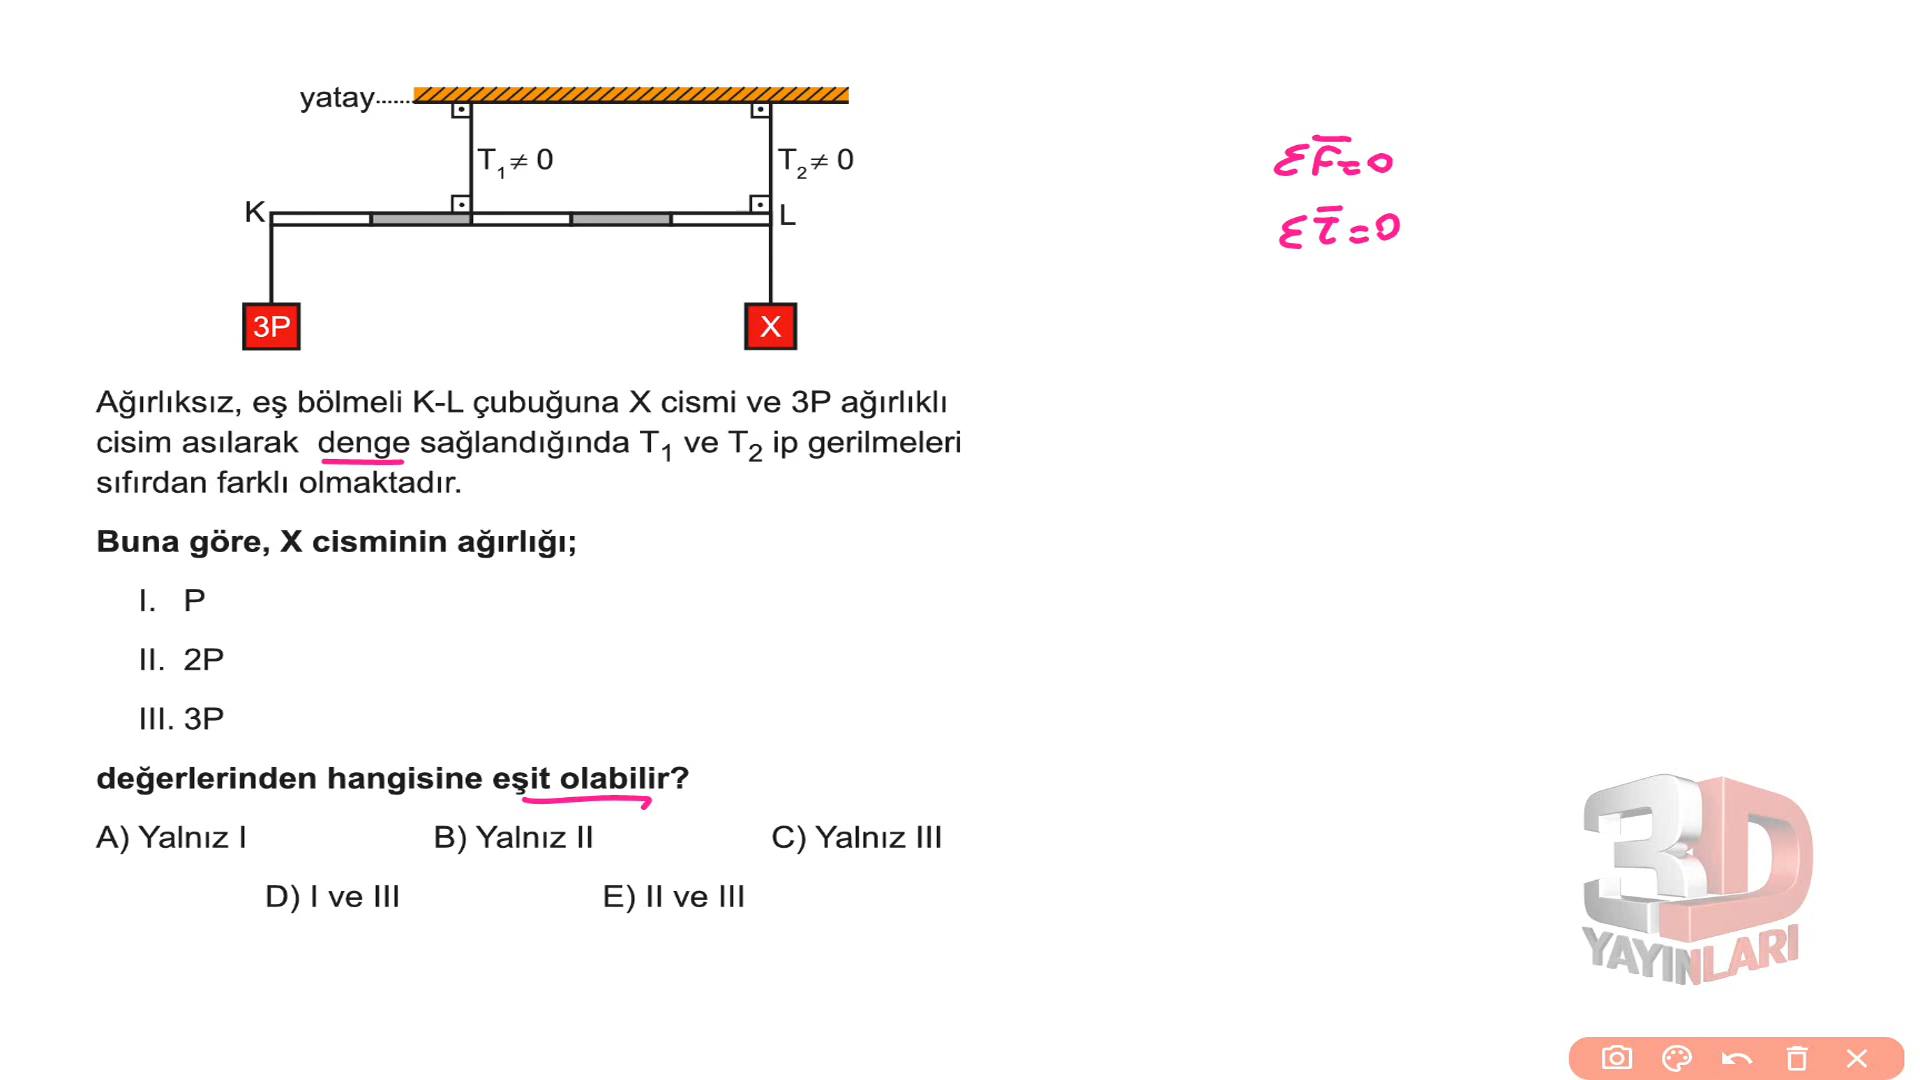 yatay.......
T1 ≠ 0
T2 ≠ 0
K
L
3P
X
ΣF=0
Στ=0
Ağırlıksız, eş bölmeli K-L çubuğuna X cismi ve 3P ağırlıklı
cisim asılarak denge sağlandığında T1 ve T2 ip gerilmeleri
sıfırdan farklı olmaktadır.
Buna göre, X cisminin ağırlığı;
I. P
II. 2P
III. 3P
değerlerinden hangisine eşit olabilir?
A) Yalnız I B) Yalnız II C) Yalnız III
D) I ve III E) II ve III
3D
YAYINLARI